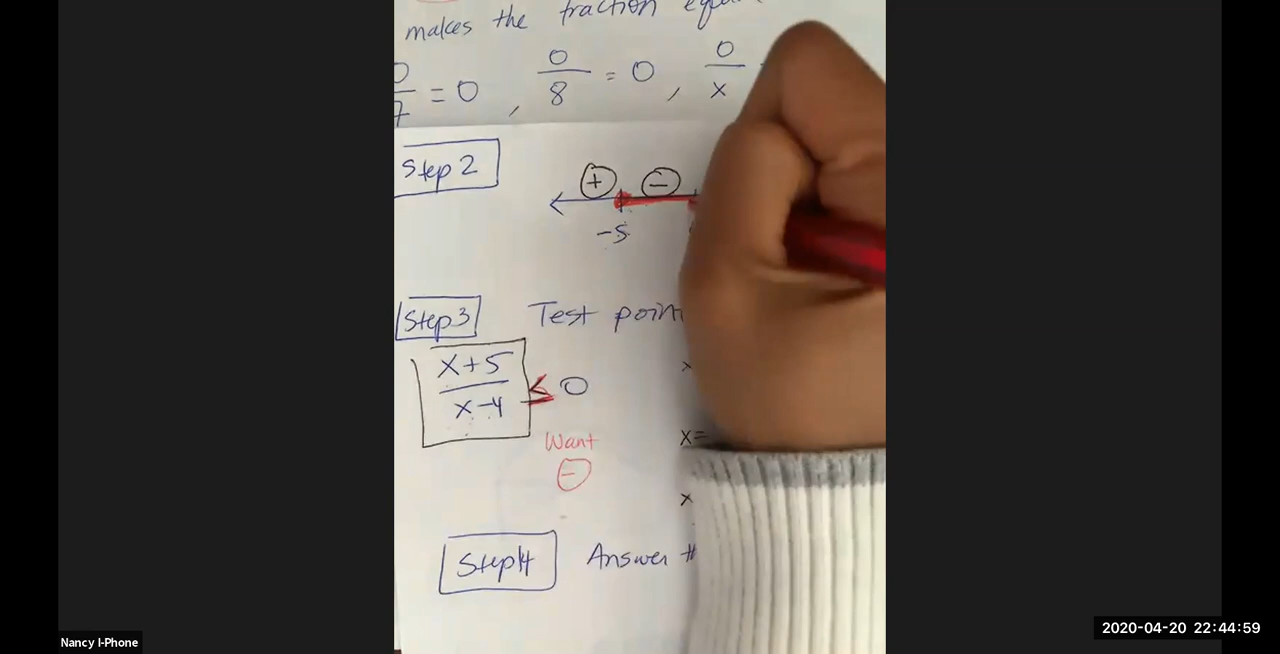 makes the fraction
0/7 = 0 , 0/8 = 0 , 0/x
Step 2
+ −
-5
Step 3 Test point
(x+5)/(x-4) ≤ 0
x
x=
Want
−
x
Step 4 Answer #
Nancy I-Phone
2020-04-20 22:44:59